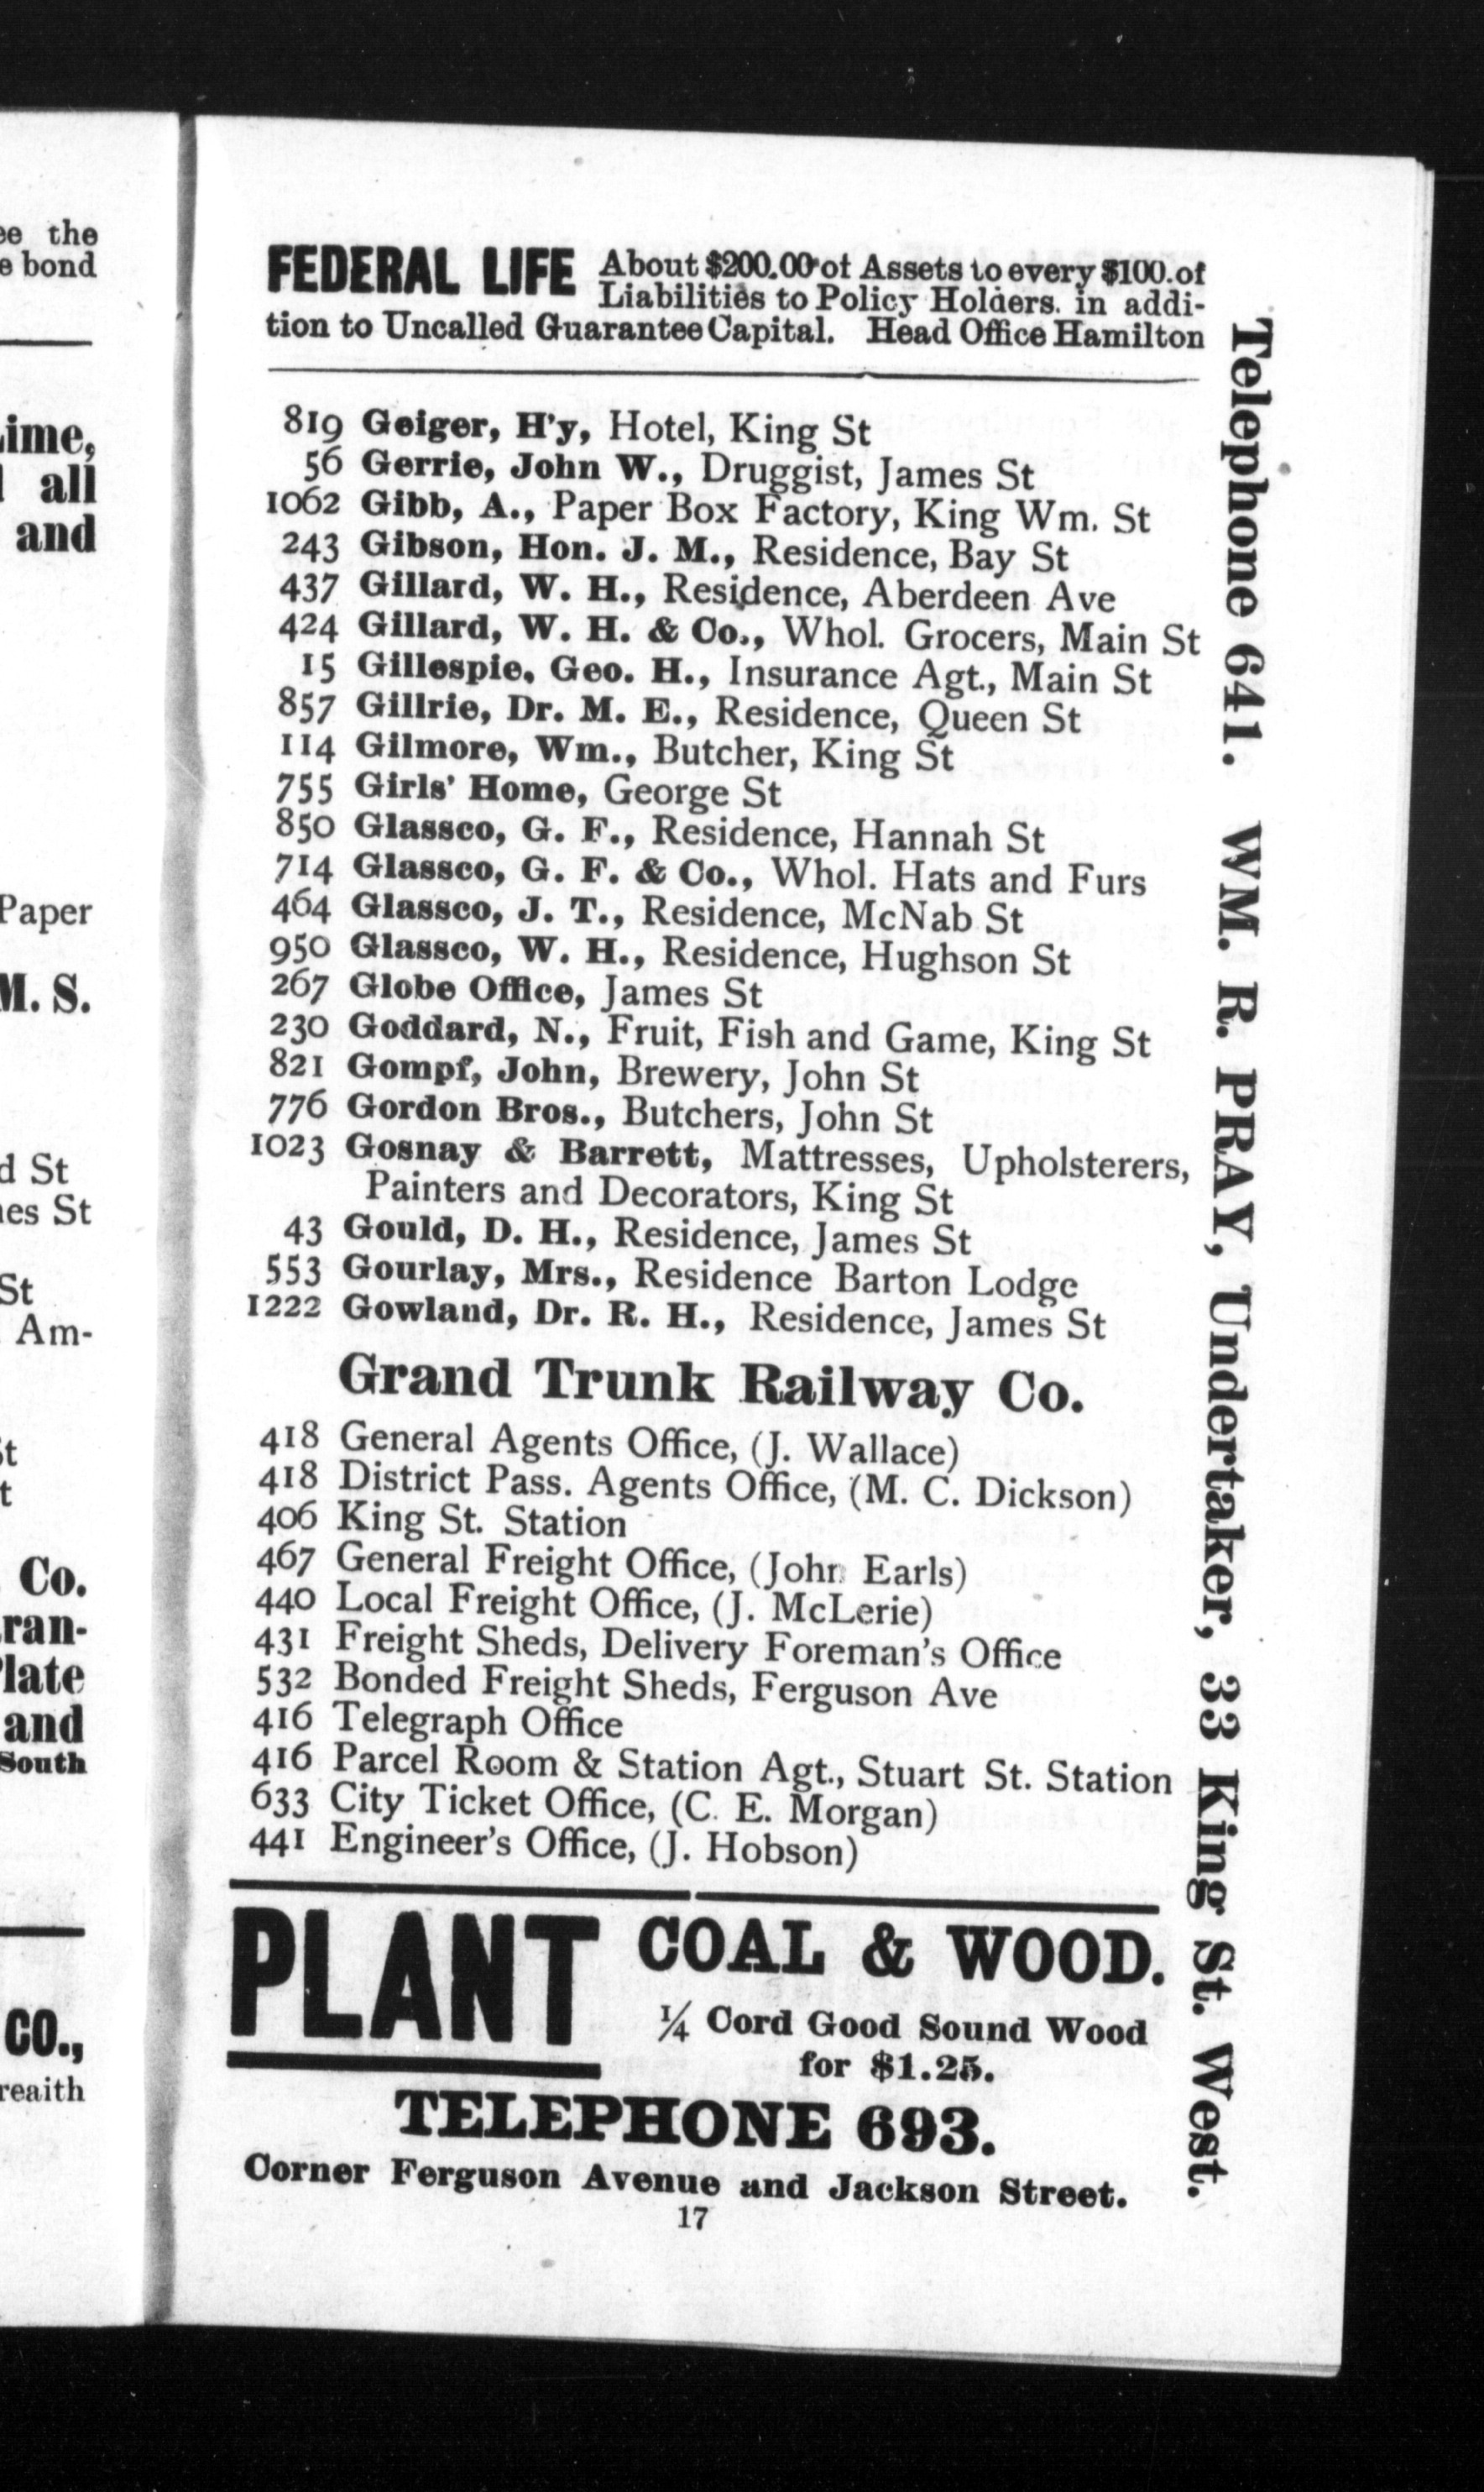 ee the
e bond
ime,
all
and
Paper
M. S.
d St
nes St
St
Am-
St
t
Co.
ran-
late
and
South
CO.,
reaith
FEDERAL LIFE About $200.00 of Assets to every $100. of
Liabilities to Policy Holders. in addi-
tion to Uncalled Guarantee Capital. Head Office Hamilton
819 Geiger, H'y, Hotel, King St
56 Gerrie, John W., Druggist, James St
1062 Gibb, A., Paper Box Factory, King Wm. St
243 Gibson, Hon. J. M., Residence, Bay St
437 Gillard, W. H., Residence, Aberdeen Ave
424 Gillard, W. H. & Co., Whol. Grocers, Main St
15 Gillespie, Geo. H., Insurance Agt., Main St
857 Gillrie, Dr. M. E., Residence, Queen St
114 Gilmore, Wm., Butcher, King St
755 Girls' Home, George St
850 Glassco, G. F., Residence, Hannah St
714 Glassco, G. F. & Co., Whol. Hats and Furs
464 Glassco, J. T., Residence, McNab St
950 Glassco, W. H., Residence, Hughson St
267 Globe Office, James St
230 Goddard, N., Fruit, Fish and Game, King St
821 Gompf, John, Brewery, John St
776 Gordon Bros., Butchers, John St
1023 Gosnay & Barrett, Mattresses, Upholsterers,
Painters and Decorators, King St
43 Gould, D. H., Residence, James St
553 Gourlay, Mrs., Residence Barton Lodge
1222 Gowland, Dr. R. H., Residence, James St
Grand Trunk Railway Co.
418 General Agents Office, (J. Wallace)
418 District Pass. Agents Office, (M. C. Dickson)
406 King St. Station
467 General Freight Office, (John Earls)
440 Local Freight Office, (J. McLerie)
431 Freight Sheds, Delivery Foreman's Office
532 Bonded Freight Sheds, Ferguson Ave
416 Telegraph Office
416 Parcel Room & Station Agt., Stuart St. Station
633 City Ticket Office, (C. E. Morgan)
441 Engineer's Office, (J. Hobson)
PLANT COAL & WOOD.
¼ Cord Good Sound Wood
for $1.25.
TELEPHONE 693.
Corner Ferguson Avenue and Jackson Street.
17
Telephone 641. WM. R. PRAY, Undertaker, 33 King St. West.